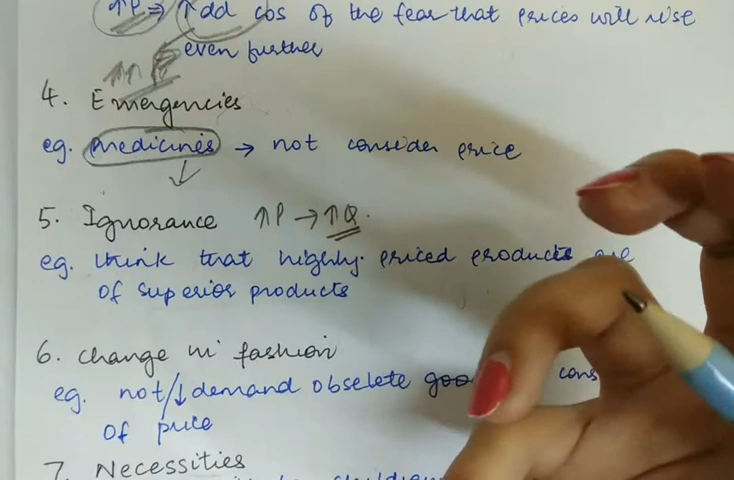 ↑P ⇒ ↑dd cos of the fear that prices will rise
even further
↑↑ P
4. Emergencies
eg. medicines → not consider price
↓
5. Ignorance ↑P → ↑Q.
eg. think that highly priced products are
of superior products
6. change in fashion
eg. not/↓demand obselete
of price
7. Necessities